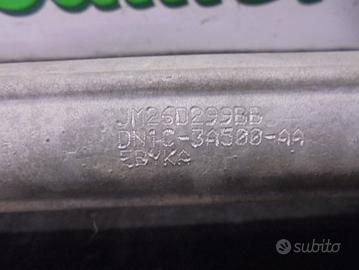 JM26D299BB
DN1C-3A500-AA
EBYKA
subito